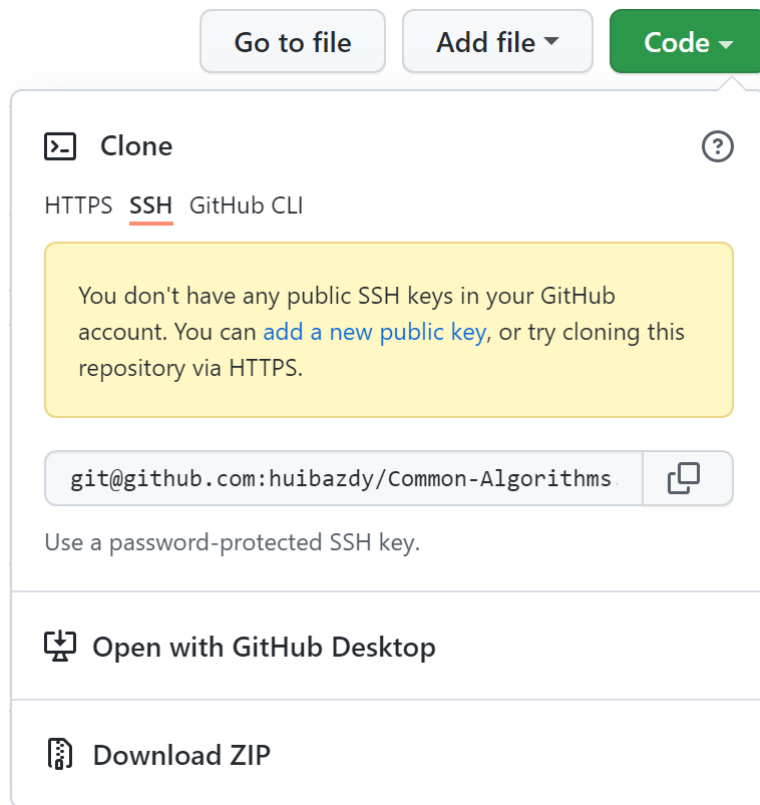 Go to file Add file Code
Clone
HTTPS SSH GitHub CLI
You don't have any public SSH keys in your GitHub
account. You can add a new public key, or try cloning this
repository via HTTPS.
git@github.com:huibazdy/Common-Algorithms.
Use a password-protected SSH key.
Open with GitHub Desktop
Download ZIP